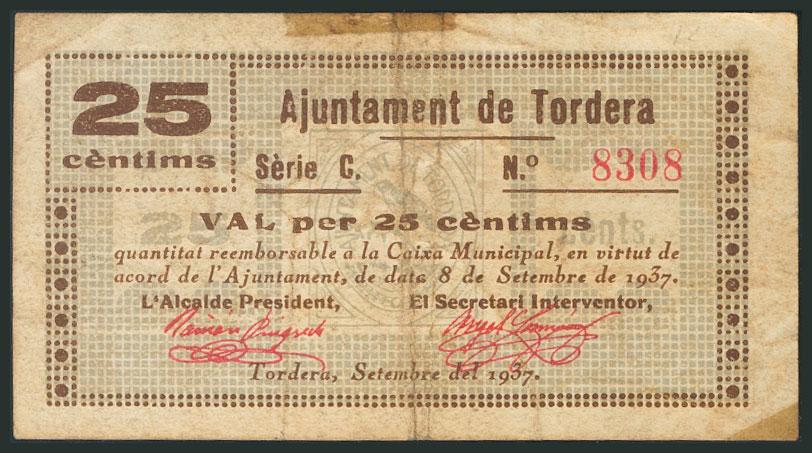 25
cèntims
Ajuntament de Tordera
Sèrie C. N.º 8308
VAL per 25 cèntims
quantitat reemborsable a la Caixa Municipal, en virtut de
acord de l'Ajuntament, de data 8 de Setembre de 1937.
L'Alcalde President, El Secretari Interventor,
Tordera, Setembre del 1937.